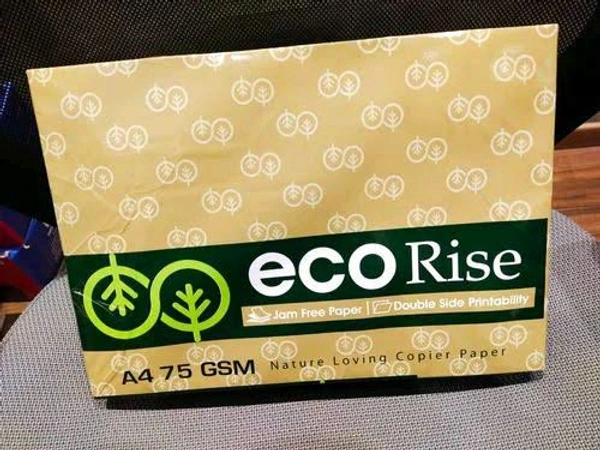 eco Rise
Jam Free Paper | Double Side Printability
A4 75 GSM Nature Loving Copier Paper